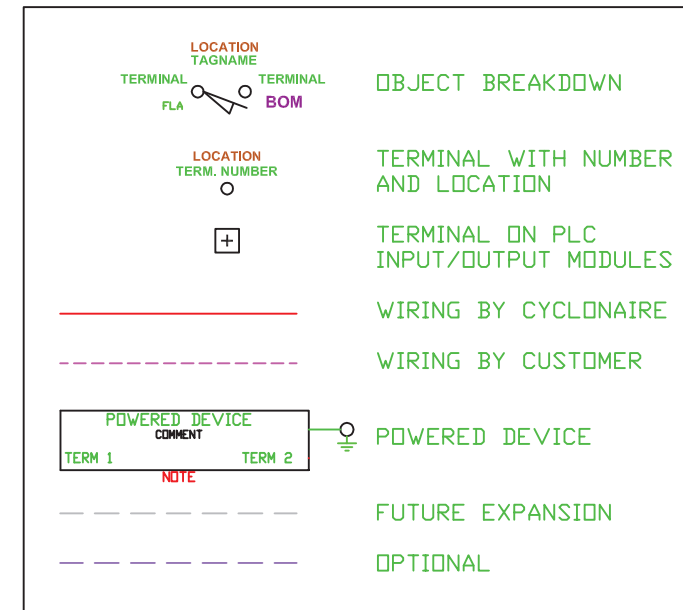 LOCATION
TAGNAME
TERMINAL TERMINAL
FLA BOM
OBJECT BREAKDOWN
LOCATION
TERM. NUMBER
TERMINAL WITH NUMBER
AND LOCATION
TERMINAL ON PLC
INPUT/OUTPUT MODULES
WIRING BY CYCLONAIRE
WIRING BY CUSTOMER
POWERED DEVICE
COMMENT
TERM 1 TERM 2
NOTE
POWERED DEVICE
FUTURE EXPANSION
OPTIONAL